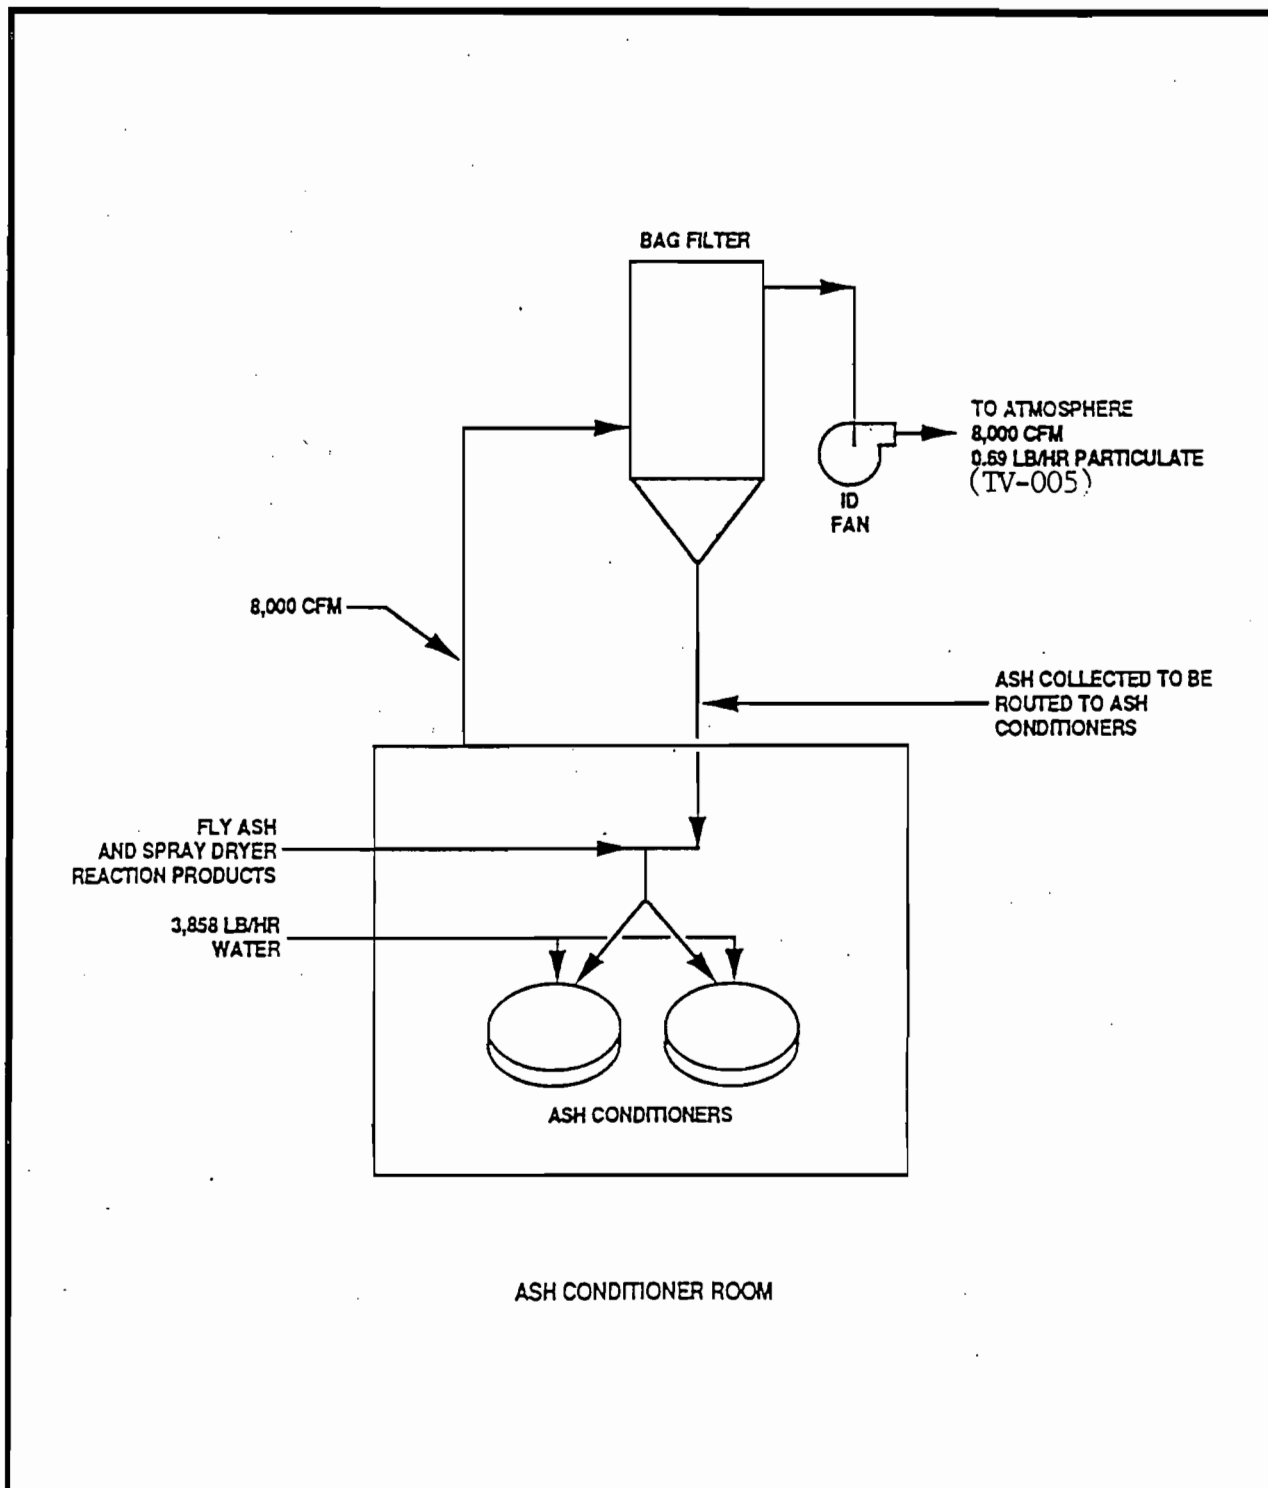 BAG FILTER
TO ATMOSPHERE
8,000 CFM
0.69 LB/HR PARTICULATE
(TV-005)
ID
FAN
8,000 CFM
ASH COLLECTED TO BE
ROUTED TO ASH
CONDITIONERS
FLY ASH
AND SPRAY DRYER
REACTION PRODUCTS
3,858 LB/HR
WATER
ASH CONDITIONERS
ASH CONDITIONER ROOM